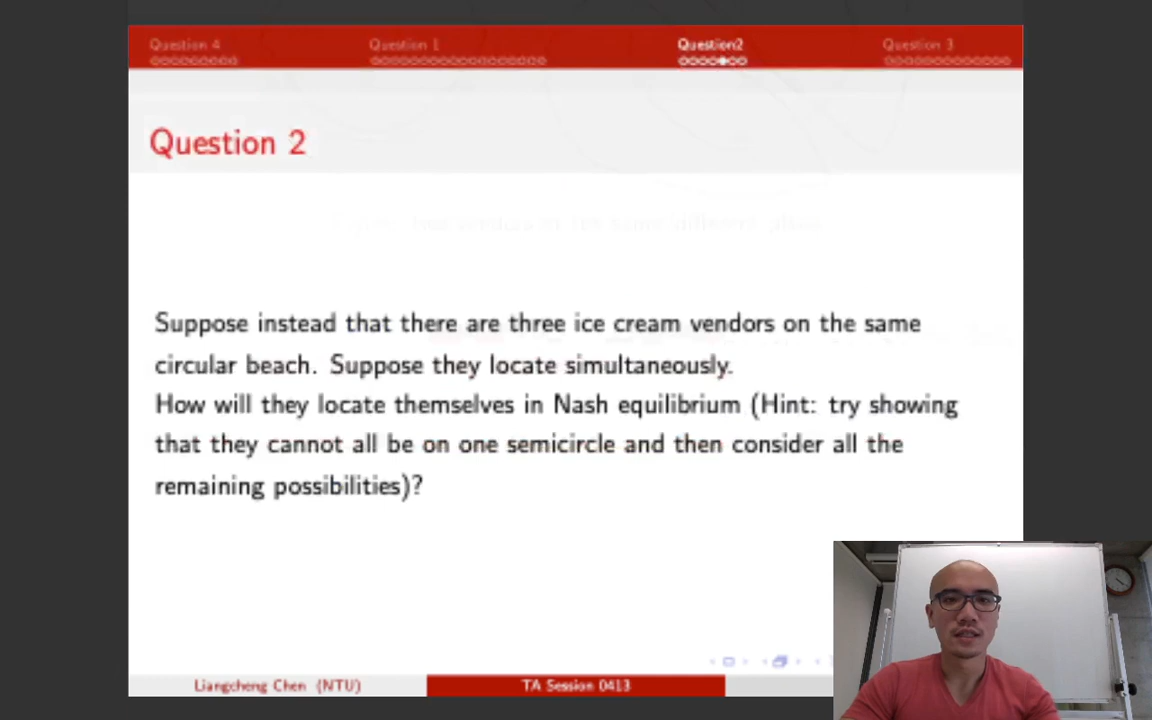 Question 4 Question 1 Question2 Question 3
Question 2
Suppose instead that there are three ice cream vendors on the same
circular beach. Suppose they locate simultaneously.
How will they locate themselves in Nash equilibrium (Hint: try showing
that they cannot all be on one semicircle and then consider all the
remaining possibilities)?
Liangcheng Chen (NTU) TA Session 0413